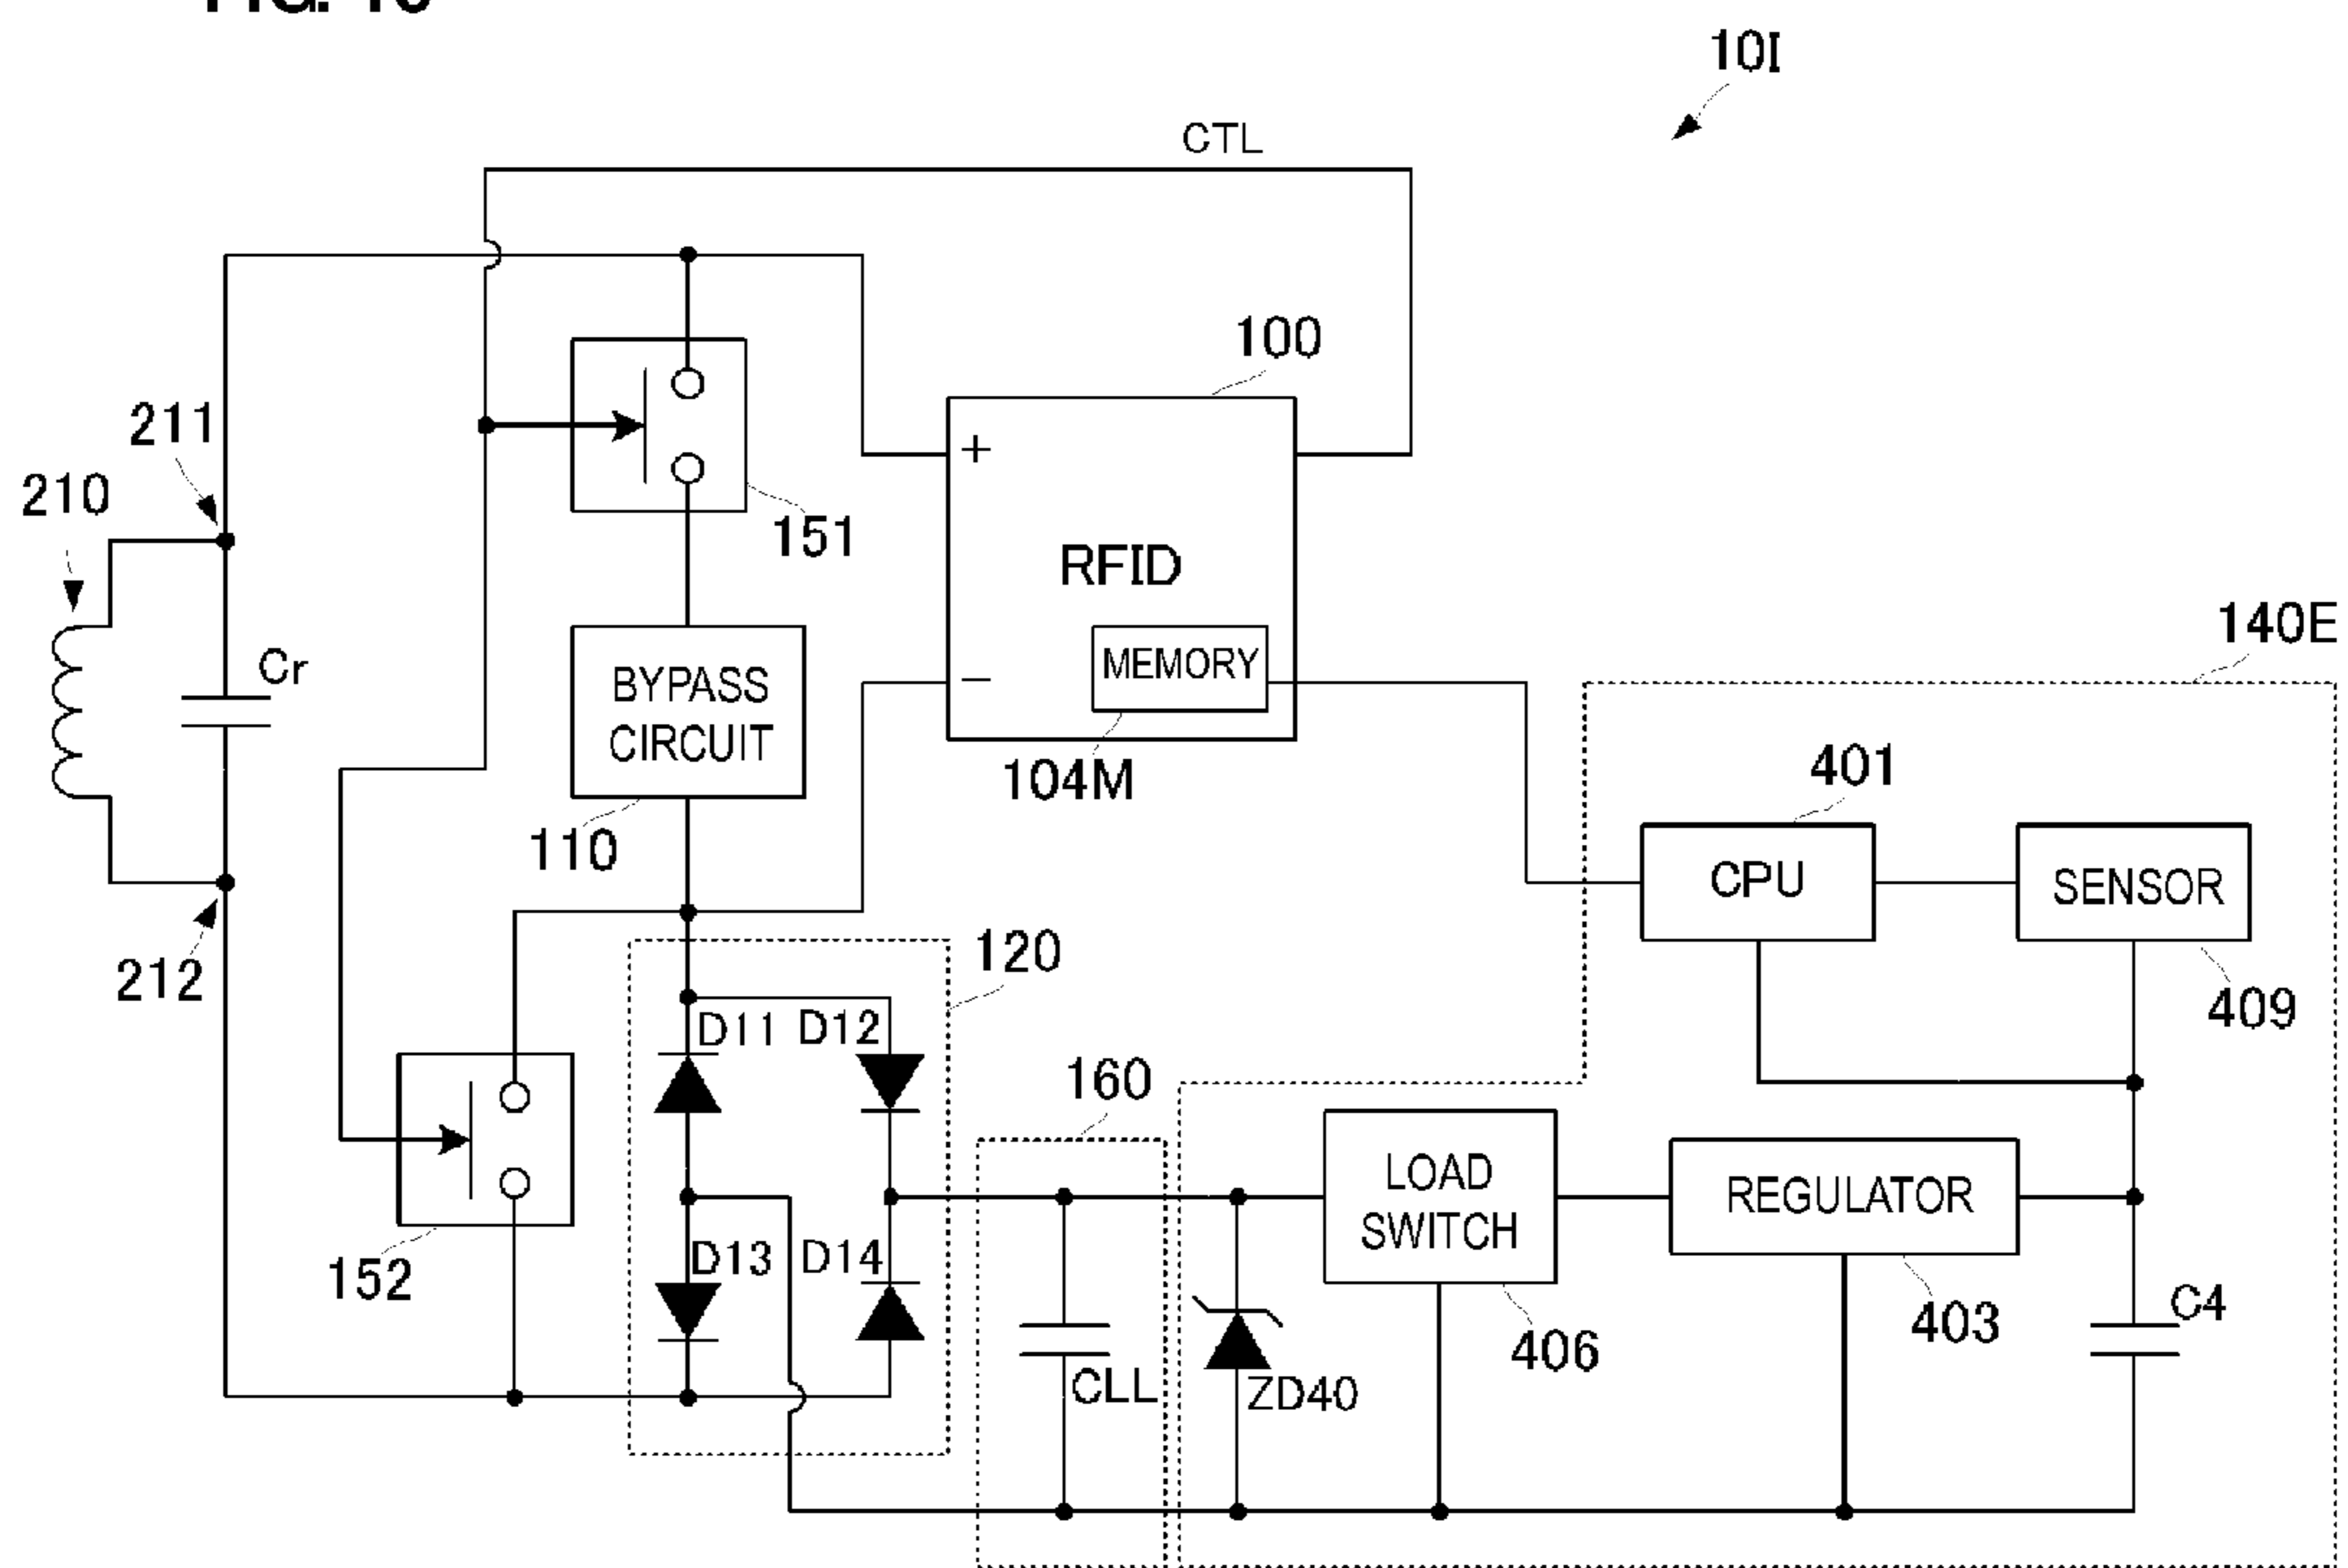 10I
CTL
100
211
+
210
151
RFID
140E
Cr
BYPASS
CIRCUIT
−
MEMORY
104M
401
110
CPU
SENSOR
212
120
409
D11
D12
160
LOAD
SWITCH
REGULATOR
152
D13
D14
C4
406
403
CLL
ZD40